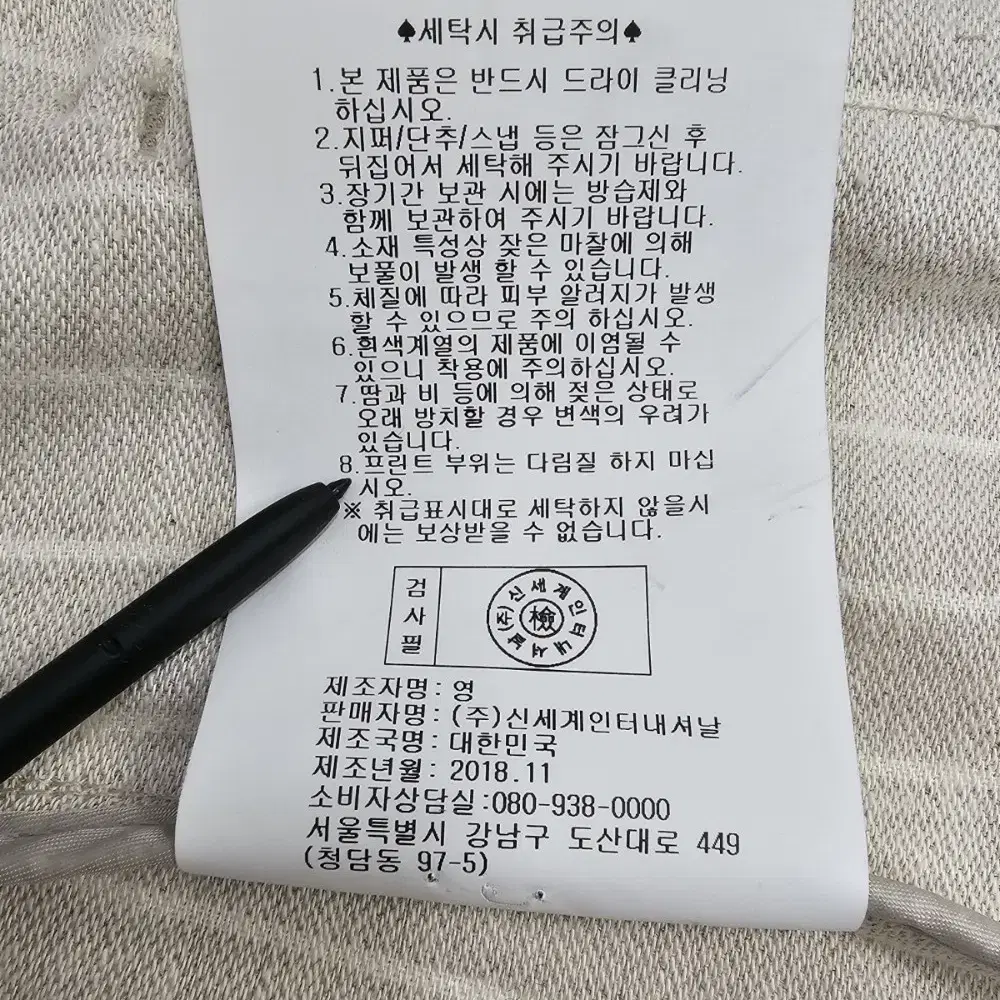 ♠세탁시 취급주의♠
1.본 제품은 반드시 드라이 클리닝
하십시오.
2.지퍼/단추/스냅 등은 잠그신 후
뒤집어서 세탁해 주시기 바랍니다.
3.장기간 보관 시에는 방습제와
함께 보관하여 주시기 바랍니다.
4.소재 특성상 잦은 마찰에 의해
보풀이 발생 할 수 있습니다.
5.체질에 따라 피부 알러지가 발생
할 수 있으므로 주의 하십시오.
6.흰색계열의 제품에 이염될 수
있으니 착용에 주의하십시오.
7.땀과 비 등에 의해 젖은 상태로
오래 방치할 경우 변색의 우려가
있습니다.
8.프린트 부위는 다림질 하지 마십
시오.
※ 취급표시대로 세탁하지 않을시
에는 보상받을 수 없습니다.
검사필
(주)신세계인터내셔날
檢
제조자명: 영
판매자명: (주)신세계인터내셔날
제조국명: 대한민국
제조년월: 2018.11
소비자상담실:080-938-0000
서울특별시 강남구 도산대로 449
(청담동 97-5)